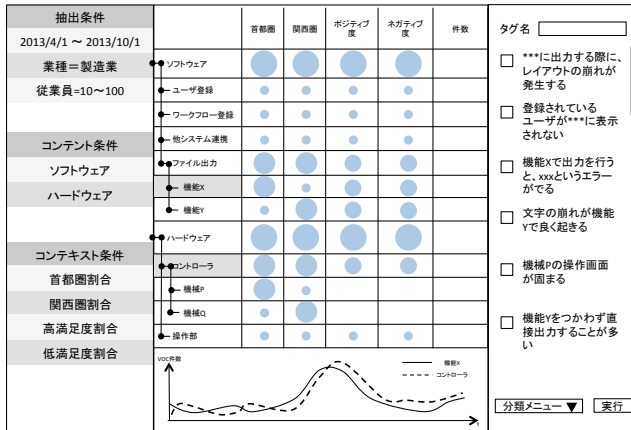 抽出条件
2013/4/1 ~ 2013/10/1
業種=製造業
従業員=10~100
コンテント条件
ソフトウェア
ハードウェア
コンテキスト条件
首都圏割合
関西圏割合
高満足度割合
低満足度割合
首都圏
関西圏
ポジティブ
度
ネガティブ
度
件数
ソフトウェア
ユーザ登録
ワークフロー登録
他システム連携
ファイル出力
機能X
機能Y
ハードウェア
コントローラ
機械P
機械Q
操作部
VOC件数
機能X
コントローラ
t
タグ名
***に出力する際に、
レイアウトの崩れが
発生する
登録されている
ユーザが***に表示
されない
機能Xで出力を行う
と、xxxというエラー
がでる
文字の崩れが機能
Yで良く起きる
機械Pの操作画面
が固まる
機能Yをつかわず直
接出力することが多
い
分類メニュー▼
実行